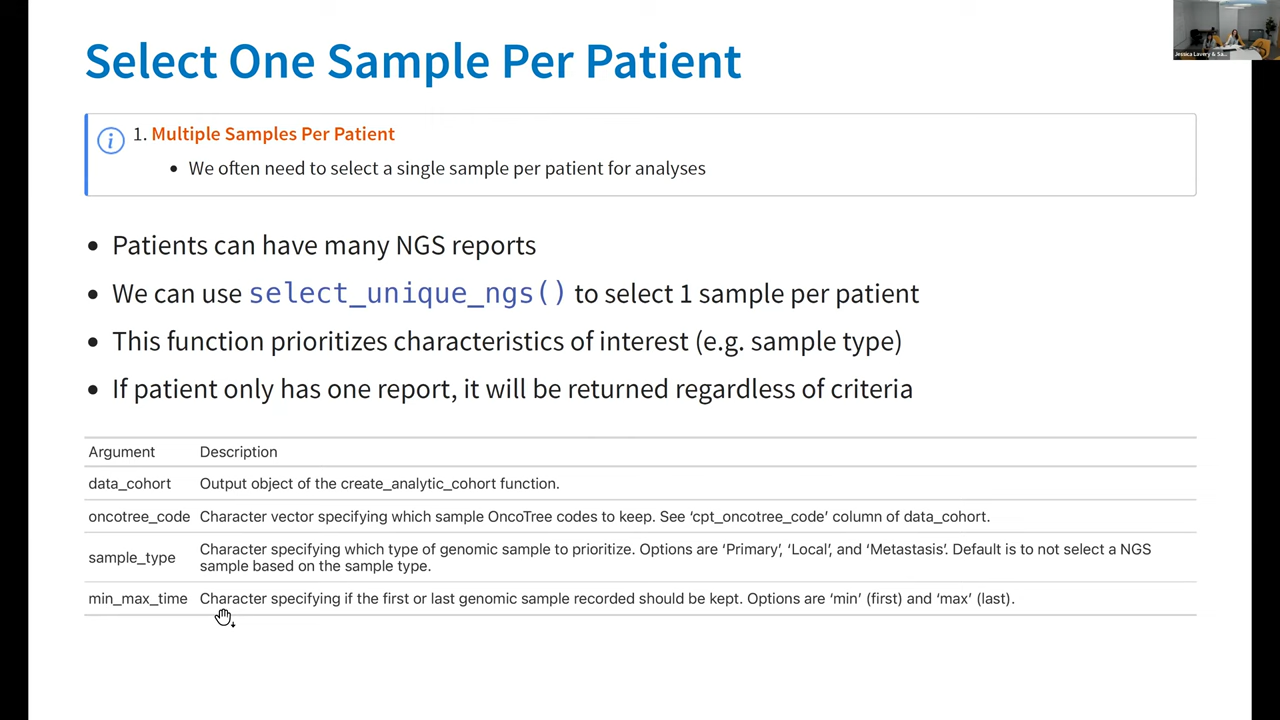 Select One Sample Per Patient
Jessica Lavery & Sa...
1. Multiple Samples Per Patient
• We often need to select a single sample per patient for analyses
• Patients can have many NGS reports
• We can use select_unique_ngs() to select 1 sample per patient
• This function prioritizes characteristics of interest (e.g. sample type)
• If patient only has one report, it will be returned regardless of criteria
Argument Description
data_cohort Output object of the create_analytic_cohort function.
oncotree_code Character vector specifying which sample OncoTree codes to keep. See ‘cpt_oncotree_code’ column of data_cohort.
sample_type Character specifying which type of genomic sample to prioritize. Options are ‘Primary’, ‘Local’, and ‘Metastasis’. Default is to not select a NGS
sample based on the sample type.
min_max_time Character specifying if the first or last genomic sample recorded should be kept. Options are ‘min’ (first) and ‘max’ (last).